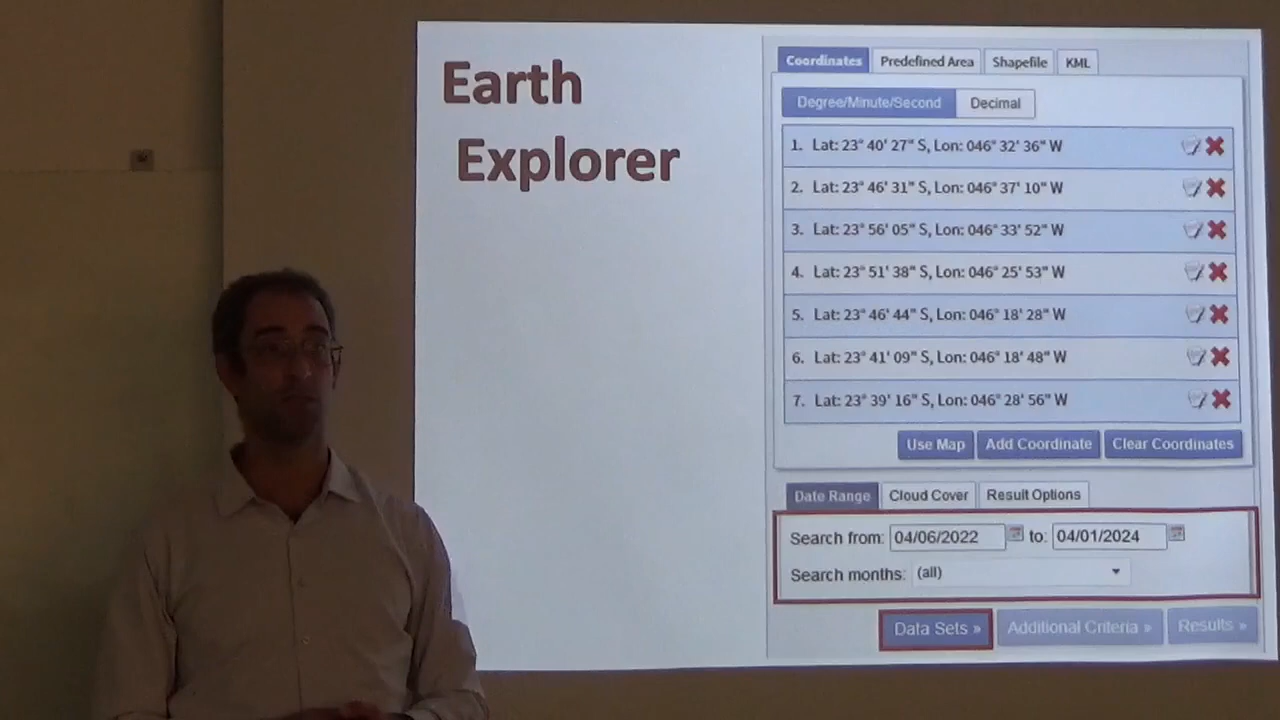 Earth
Explorer
Coordinates Predefined Area Shapefile KML
Degree/Minute/Second Decimal
1. Lat: 23° 40' 27" S, Lon: 046° 32' 36" W
2. Lat: 23° 46' 31" S, Lon: 046° 37' 10" W
3. Lat: 23° 56' 05" S, Lon: 046° 33' 52" W
4. Lat: 23° 51' 38" S, Lon: 046° 25' 53" W
5. Lat: 23° 46' 44" S, Lon: 046° 18' 28" W
6. Lat: 23° 41' 09" S, Lon: 046° 18' 48" W
7. Lat: 23° 39' 16" S, Lon: 046° 28' 56" W
Use Map Add Coordinate Clear Coordinates
Date Range Cloud Cover Result Options
Search from: 04/06/2022 to: 04/01/2024
Search months: (all)
Data Sets » Additional Criteria » Results »